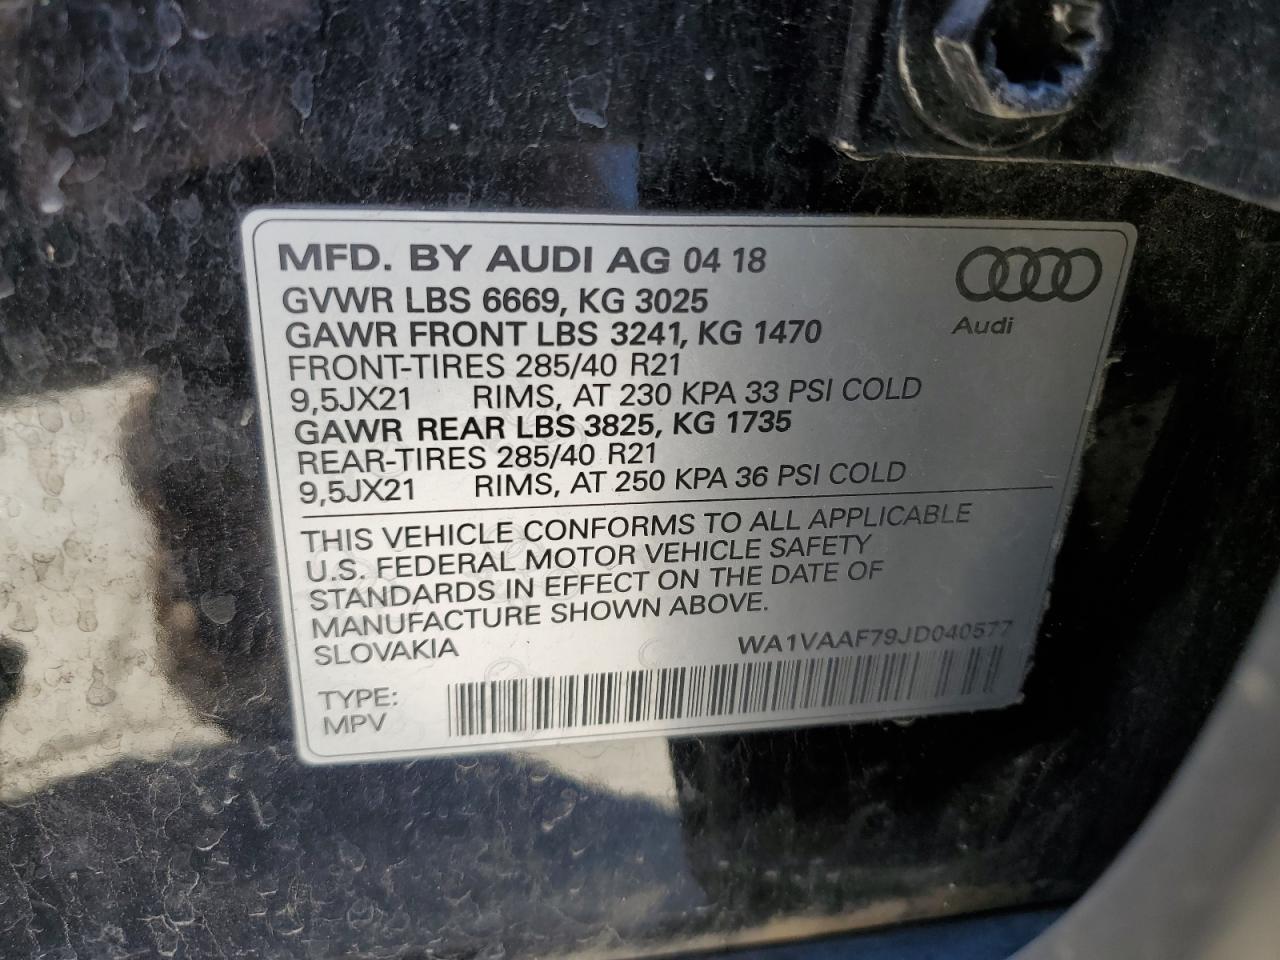 MFD. BY AUDI AG 04 18
GVWR LBS 6669, KG 3025
GAWR FRONT LBS 3241, KG 1470
FRONT-TIRES 285/40 R21
9,5JX21 RIMS, AT 230 KPA 33 PSI COLD
GAWR REAR LBS 3825, KG 1735
REAR-TIRES 285/40 R21
9,5JX21 RIMS, AT 250 KPA 36 PSI COLD
Audi
THIS VEHICLE CONFORMS TO ALL APPLICABLE
U.S. FEDERAL MOTOR VEHICLE SAFETY
STANDARDS IN EFFECT ON THE DATE OF
MANUFACTURE SHOWN ABOVE.
SLOVAKIA WA1VAAF79JD040577
TYPE:
MPV